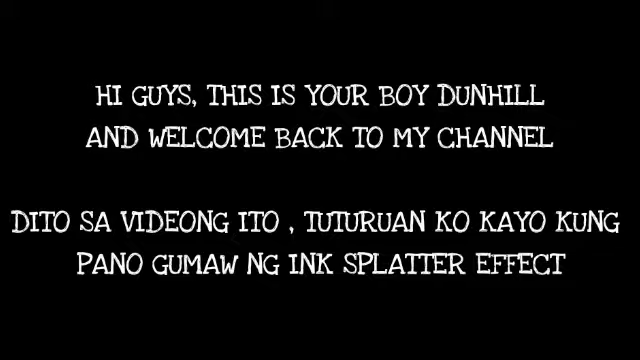 HI GUYS, THIS IS YOUR BOY DUNHILL
AND WELCOME BACK TO MY CHANNEL
DITO SA VIDEONG ITO , TUTURUAN KO KAYO KUNG
PANO GUMAW NG INK SPLATTER EFFECT